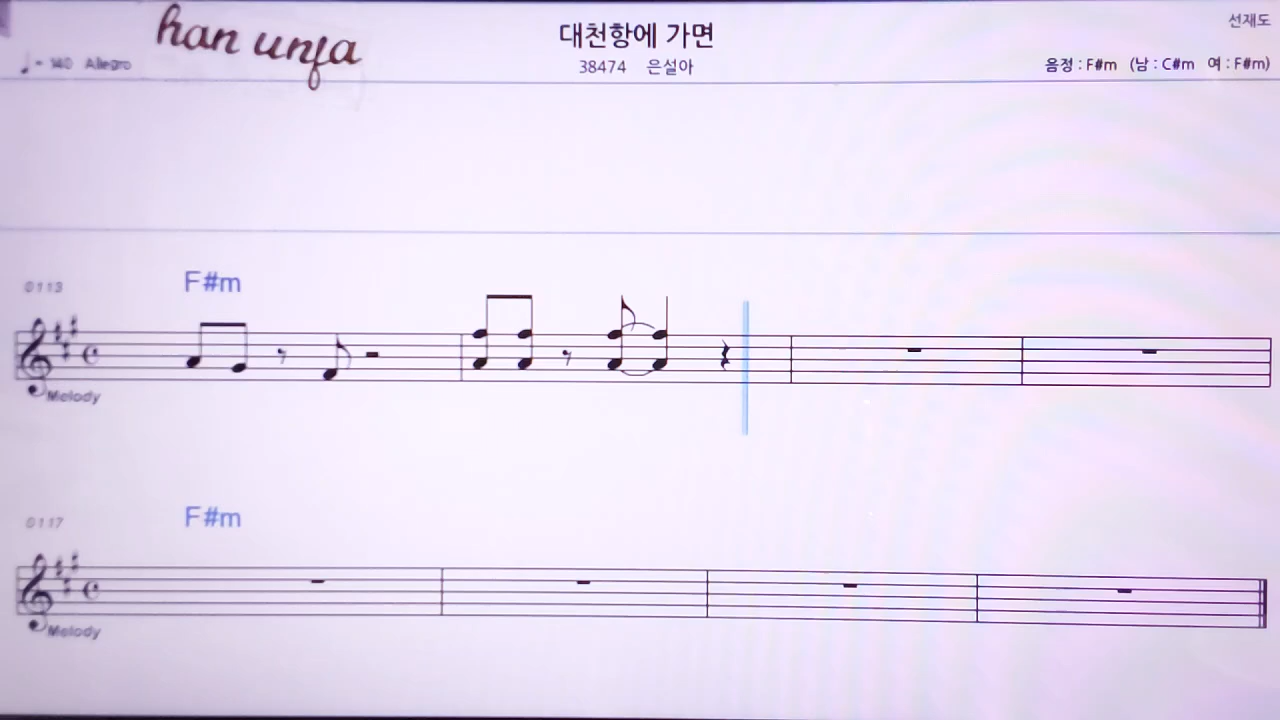 han unfa
대천항에 가면
선재도
♩ = 140 Allegro
38474 은설아
음정 : F#m (남 : C#m 여 : F#m)
0113
F#m
Melody
0117
F#m
Melody